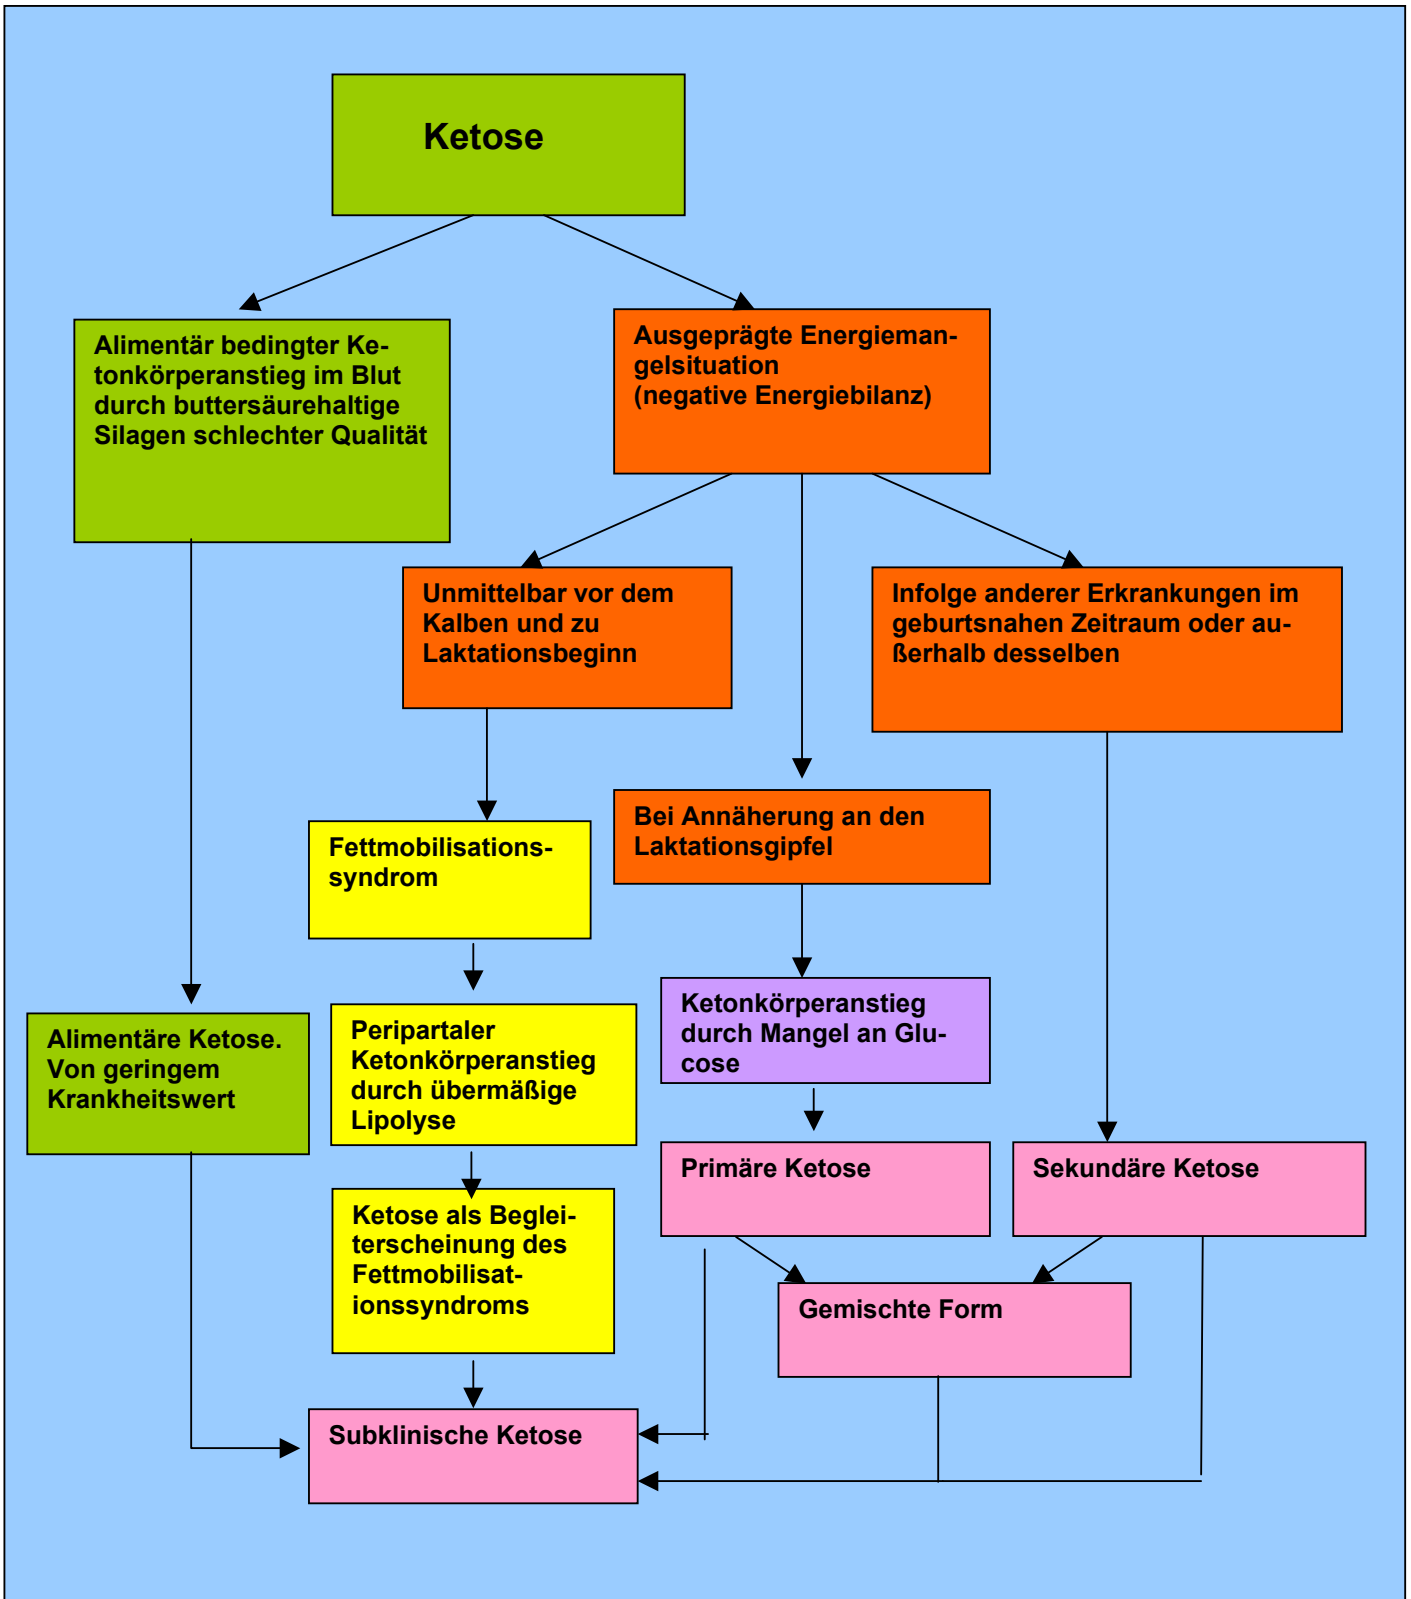 Ketose
Alimentär bedingter Ke-
tonkörperanstieg im Blut
durch buttersäurehaltige
Silagen schlechter Qualität
Ausgeprägte Energieman-
gelsituation
(negative Energiebilanz)
Unmittelbar vor dem
Kalben und zu
Laktationsbeginn
Infolge anderer Erkrankungen im
geburtsnahen Zeitraum oder au-
ßerhalb desselben
Bei Annäherung an den
Laktationsgipfel
Fettmobilisations-
syndrom
Ketonkörperanstieg
durch Mangel an Glu-
cose
Alimentäre Ketose.
Von geringem
Krankheitswert
Peripartaler
Ketonkörperanstieg
durch übermäßige
Lipolyse
Primäre Ketose
Sekundäre Ketose
Ketose als Beglei-
terscheinung des
Fettmobilisat-
ionssyndroms
Gemischte Form
Subklinische Ketose